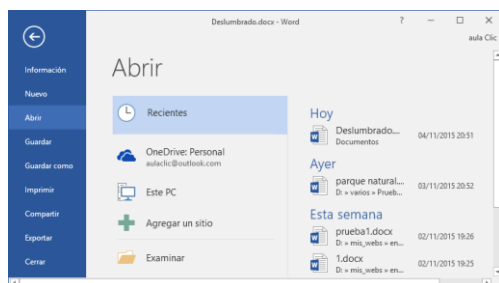 Deslumbrado.docx - Word
?
aula Clic
Información
Nuevo
Abrir
Guardar
Guardar como
Imprimir
Compartir
Exportar
Cerrar
Abrir
Recientes
OneDrive: Personal
aulaclic@outlook.com
Este PC
Agregar un sitio
Examinar
Hoy
Deslumbrado...
Documentos
04/11/2015 20:51
Ayer
parque natural....
D: » varios » Prueb...
03/11/2015 20:52
Esta semana
prueba1.docx
D: » mis_webs » en...
02/11/2015 19:26
1.docx
D: » mis_webs » en...
02/11/2015 19:25